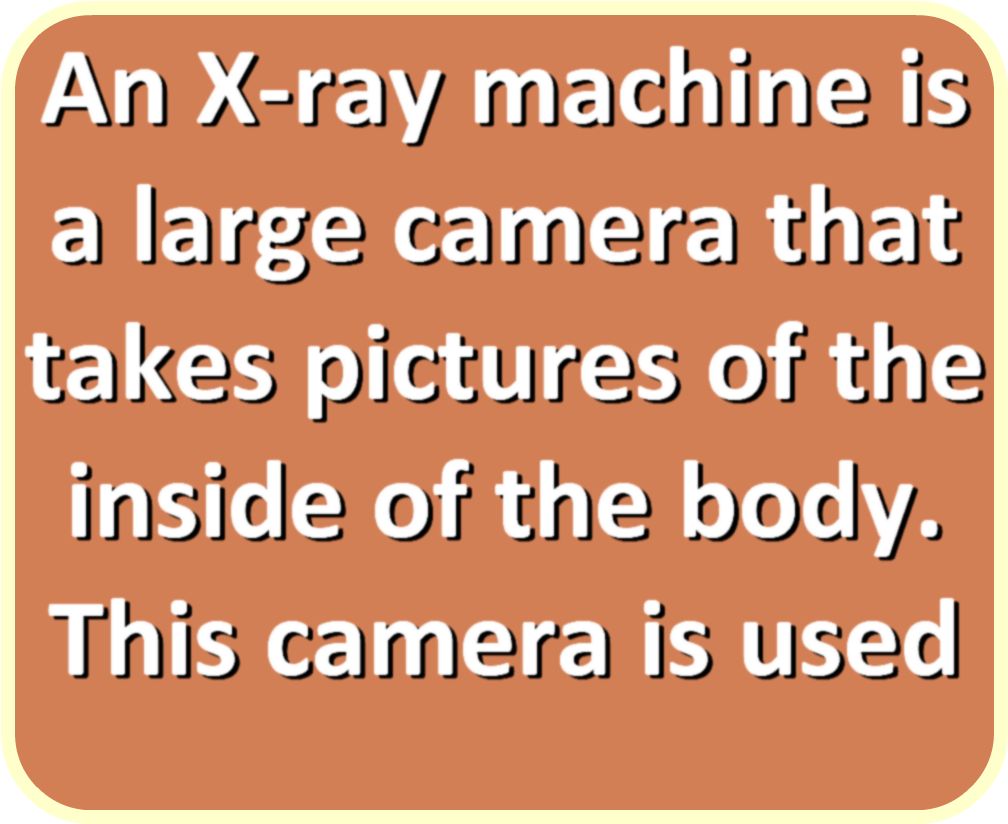 An X-ray machine is
a large camera that
takes pictures of the
inside of the body.
This camera is used